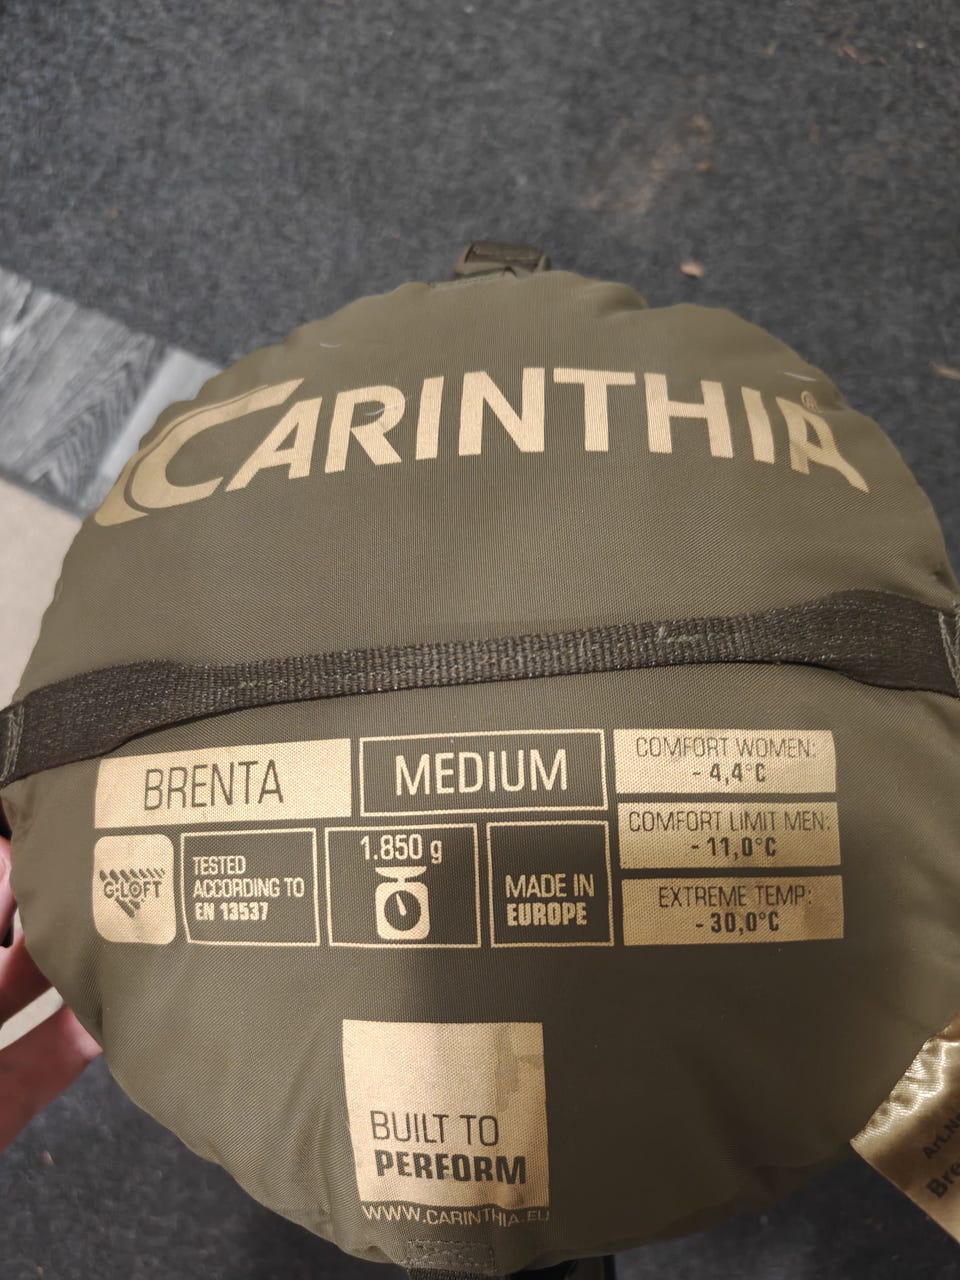 CARINTHIA®
BRENTA
MEDIUM
COMFORT WOMEN:
- 4,4°C
COMFORT LIMIT MEN:
- 11,0°C
EXTREME TEMP:
- 30,0°C
G-LOFT
TESTED
ACCORDING TO
EN 13537
1.850 g
MADE IN
EUROPE
BUILT TO
PERFORM
WWW.CARINTHIA.EU